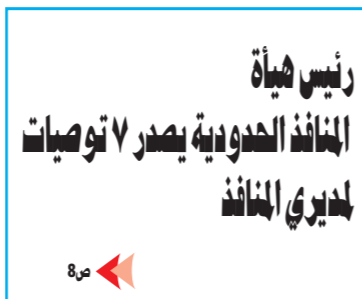 رئيس هيأة
المنافذ الحدودية يصدر ٧ توصيات
لمديري المنافذ
ص8